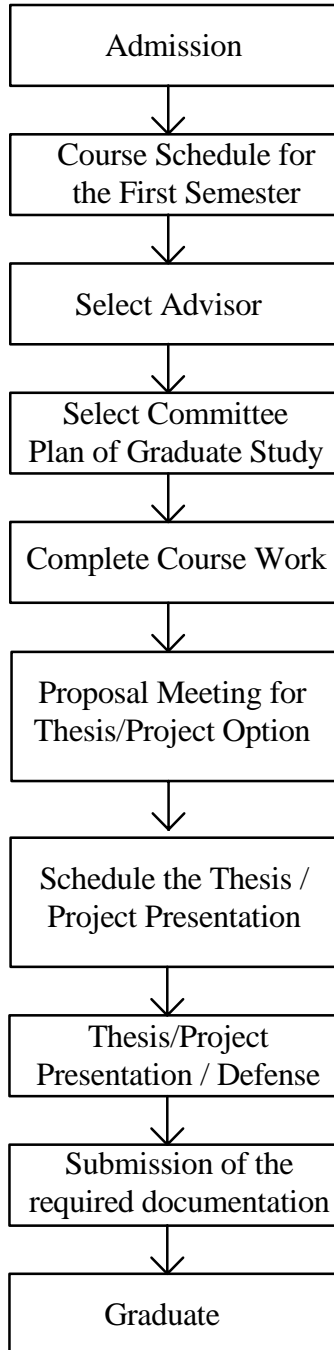 Admission
Course Schedule for
the First Semester
Select Advisor
Select Committee
Plan of Graduate Study
Complete Course Work
Proposal Meeting for
Thesis/Project Option
Schedule the Thesis /
Project Presentation
Thesis/Project
Presentation / Defense
Submission of the
required documentation
Graduate